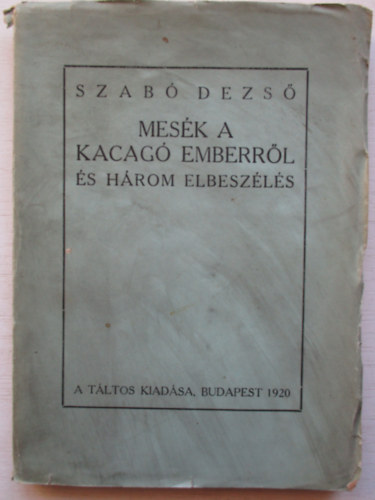 SZABÓ DEZSŐ
MESÉK A
KACAGÓ EMBERRŐL
ÉS HÁROM ELBESZÉLÉS
A TÁLTOS KIADÁSA, BUDAPEST 1920